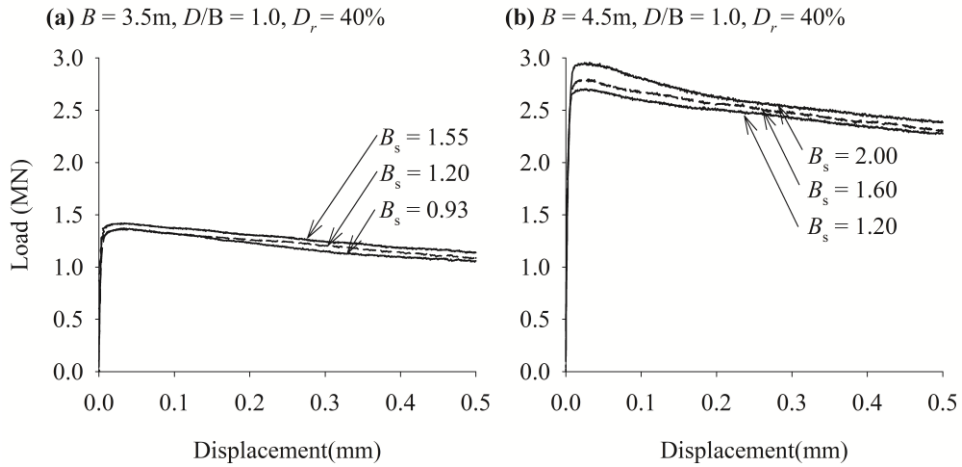 (a) B = 3.5m, D/B = 1.0, Dr = 40%
Load (MN)
3.0
2.5
2.0
1.5
1.0
0.5
0.0
Bs = 1.55
Bs = 1.20
Bs = 0.93
0.0 0.1 0.2 0.3 0.4 0.5
Displacement(mm)
(b) B = 4.5m, D/B = 1.0, Dr = 40%
3.0
2.5
2.0
1.5
1.0
0.5
0.0
Bs = 2.00
Bs = 1.60
Bs = 1.20
0.0 0.1 0.2 0.3 0.4 0.5
Displacement(mm)